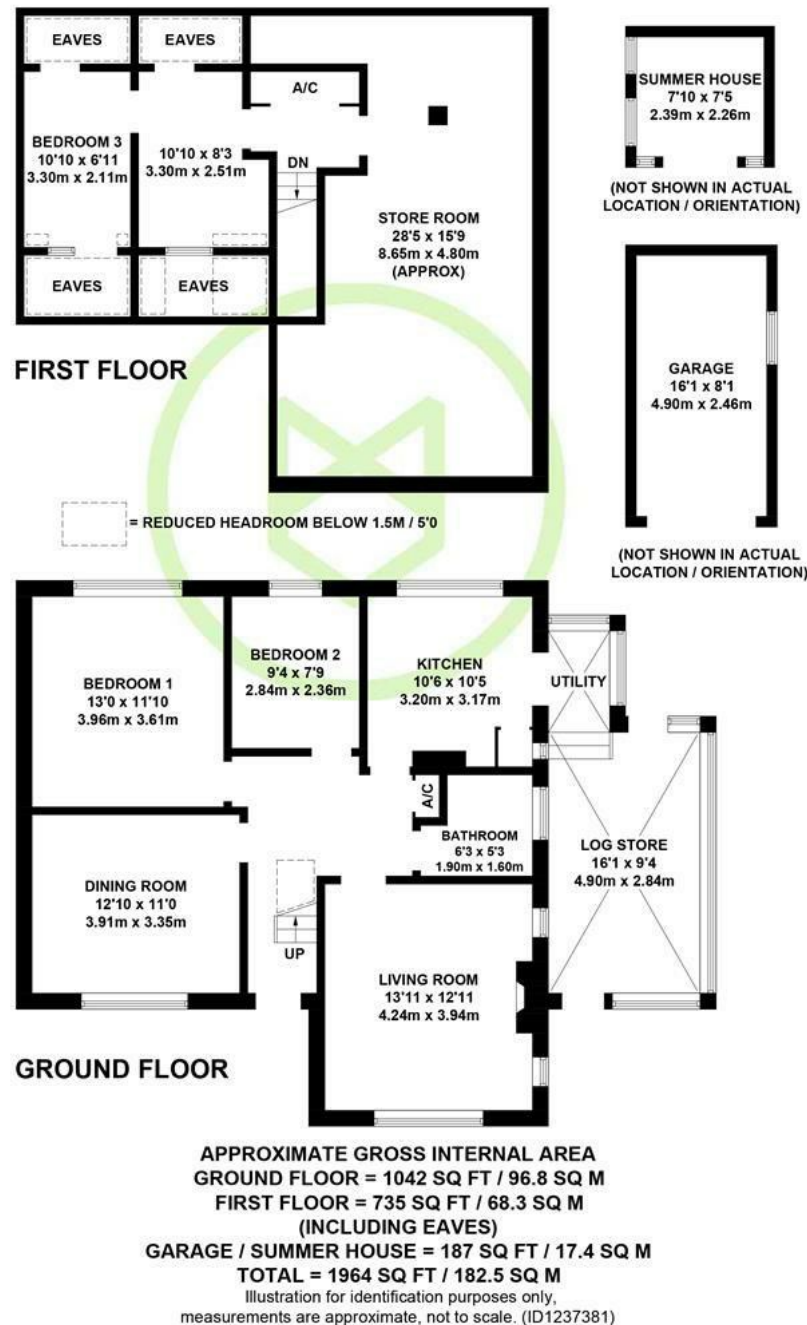 EAVES
EAVES
A/C
SUMMER HOUSE
7'10 x 7'5
2.39m x 2.26m
BEDROOM 3
10'10 x 6'11
3.30m x 2.11m
10'10 x 8'3
3.30m x 2.51m
DN
(NOT SHOWN IN ACTUAL
LOCATION / ORIENTATION)
STORE ROOM
28'5 x 15'9
8.65m x 4.80m
(APPROX)
EAVES
EAVES
FIRST FLOOR
GARAGE
16'1 x 8'1
4.90m x 2.46m
= REDUCED HEADROOM BELOW 1.5M / 5'0
(NOT SHOWN IN ACTUAL
LOCATION / ORIENTATION)
BEDROOM 1
13'0 x 11'10
3.96m x 3.61m
BEDROOM 2
9'4 x 7'9
2.84m x 2.36m
KITCHEN
10'6 x 10'5
3.20m x 3.17m
UTILITY
A/C
BATHROOM
6'3 x 5'3
1.90m x 1.60m
LOG STORE
16'1 x 9'4
4.90m x 2.84m
DINING ROOM
12'10 x 11'0
3.91m x 3.35m
UP
LIVING ROOM
13'11 x 12'11
4.24m x 3.94m
GROUND FLOOR
APPROXIMATE GROSS INTERNAL AREA
GROUND FLOOR = 1042 SQ FT / 96.8 SQ M
FIRST FLOOR = 735 SQ FT / 68.3 SQ M
(INCLUDING EAVES)
GARAGE / SUMMER HOUSE = 187 SQ FT / 17.4 SQ M
TOTAL = 1964 SQ FT / 182.5 SQ M
Illustration for identification purposes only,
measurements are approximate, not to scale. (ID1237381)